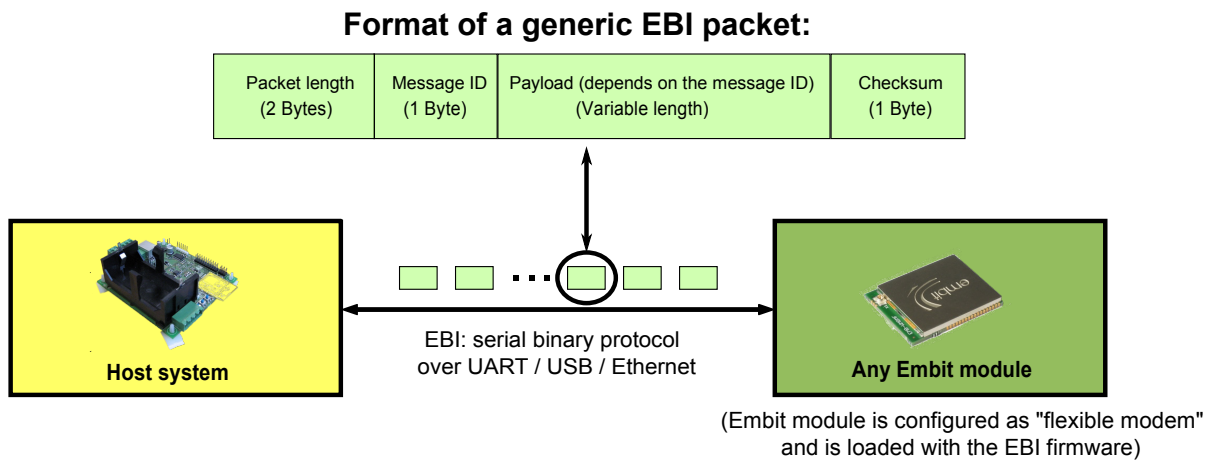 Format of a generic EBI packet:
Packet length
(2 Bytes)
Message ID
(1 Byte)
Payload (depends on the message ID)
(Variable length)
Checksum
(1 Byte)
Host system
EBI: serial binary protocol
over UART / USB / Ethernet
embit
Any Embit module
(Embit module is configured as "flexible modem"
and is loaded with the EBI firmware)